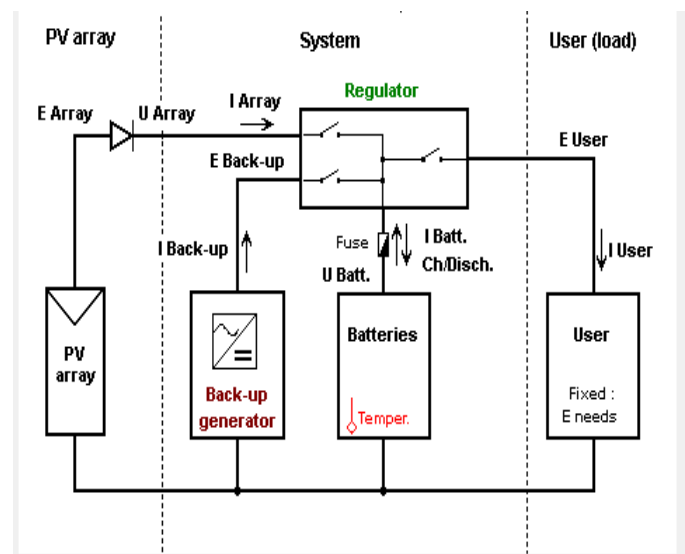 PV array
System
User (load)
Regulator
I Array
E Array
U Array
E User
E Back-up
I Back-up
Fuse
I Batt.
Ch/Disch.
U Batt.
I User
PV
array
Back-up
generator
Batteries
Temper.
User
Fixed :
E needs